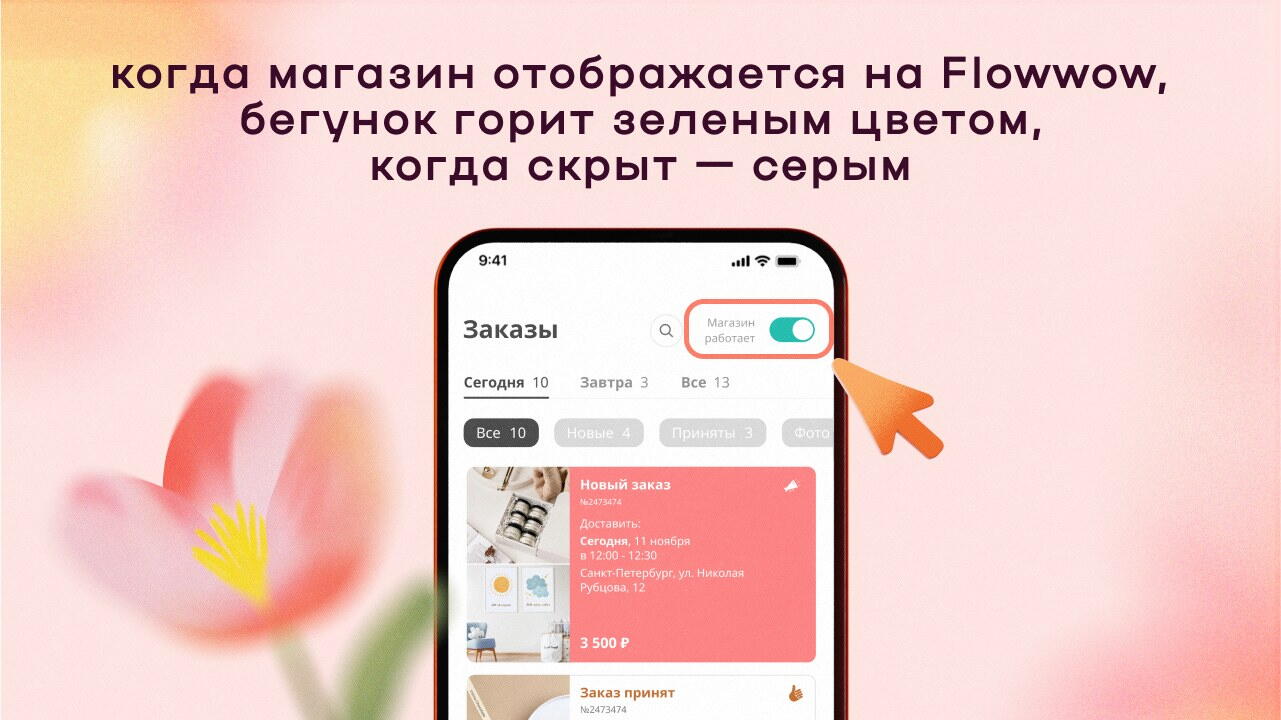 когда магазин отображается на Flowwow,
бегунок горит зеленым цветом,
когда скрыт — серым
9:41
Заказы
Магазин
работает
Сегодня 10 Завтра 3 Все 13
Все 10 Новые 4 Приняты 3 Фото
Новый заказ
№2473474
Доставить:
Сегодня, 11 ноября
в 12:00 - 12:30
Санкт-Петербург, ул. Николая
Рубцова, 12
3 500 ₽
Заказ принят
№2473474